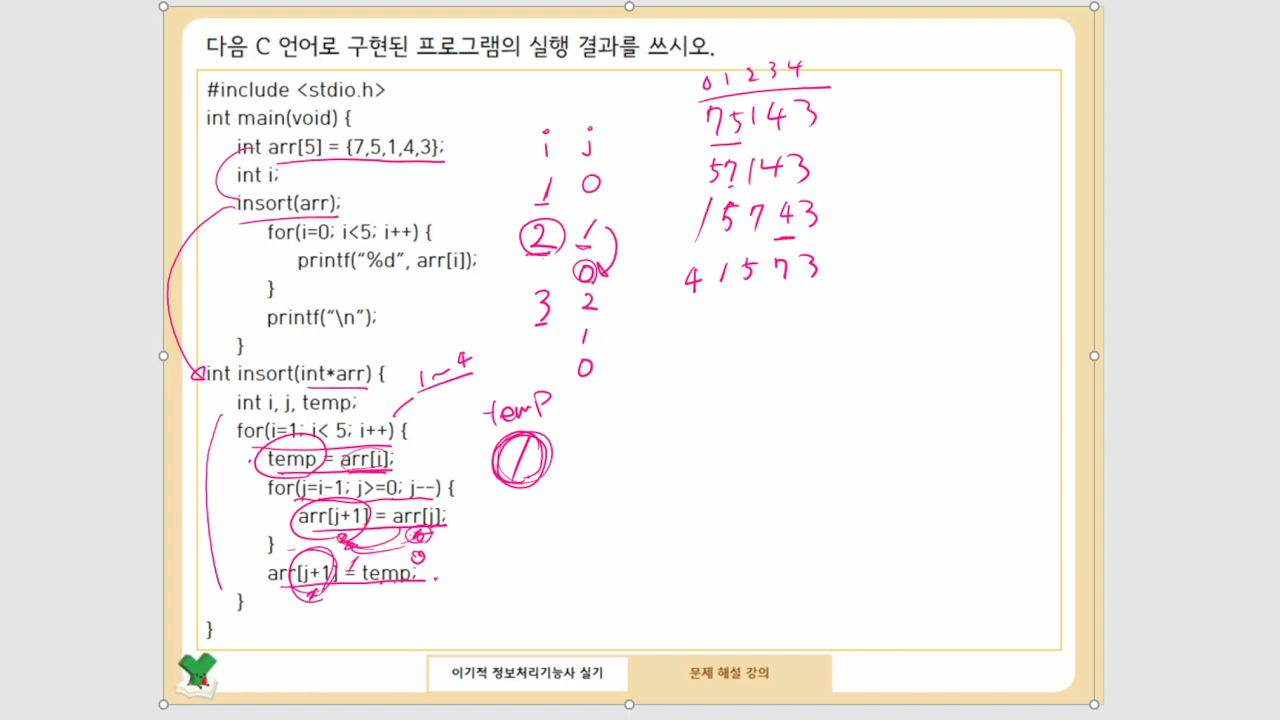 다음 C 언어로 구현된 프로그램의 실행 결과를 쓰시오.
#include <stdio.h>
int main(void) {
int arr[5] = {7,5,1,4,3};
int i;
insort(arr);
for(i=0; i<5; i++) {
printf("%d", arr[i]);
}
printf("\n");
}
int insort(int*arr) {
int i, j, temp;
for(i=1; i< 5; i++) {
temp = arr[i];
for(j=i-1; j>=0; j--) {
arr[j+1] = arr[j];
}
arr[j+1] = temp;
}
}
1~4
i j
1 0
2 1
0
3 2
1
0
temp
1
0 1 2 3 4
7 5 1 4 3
5 7 1 4 3
1 5 7 4 3
4 1 5 7 3
이기적 정보처리기능사 실기
문제 해설 강의